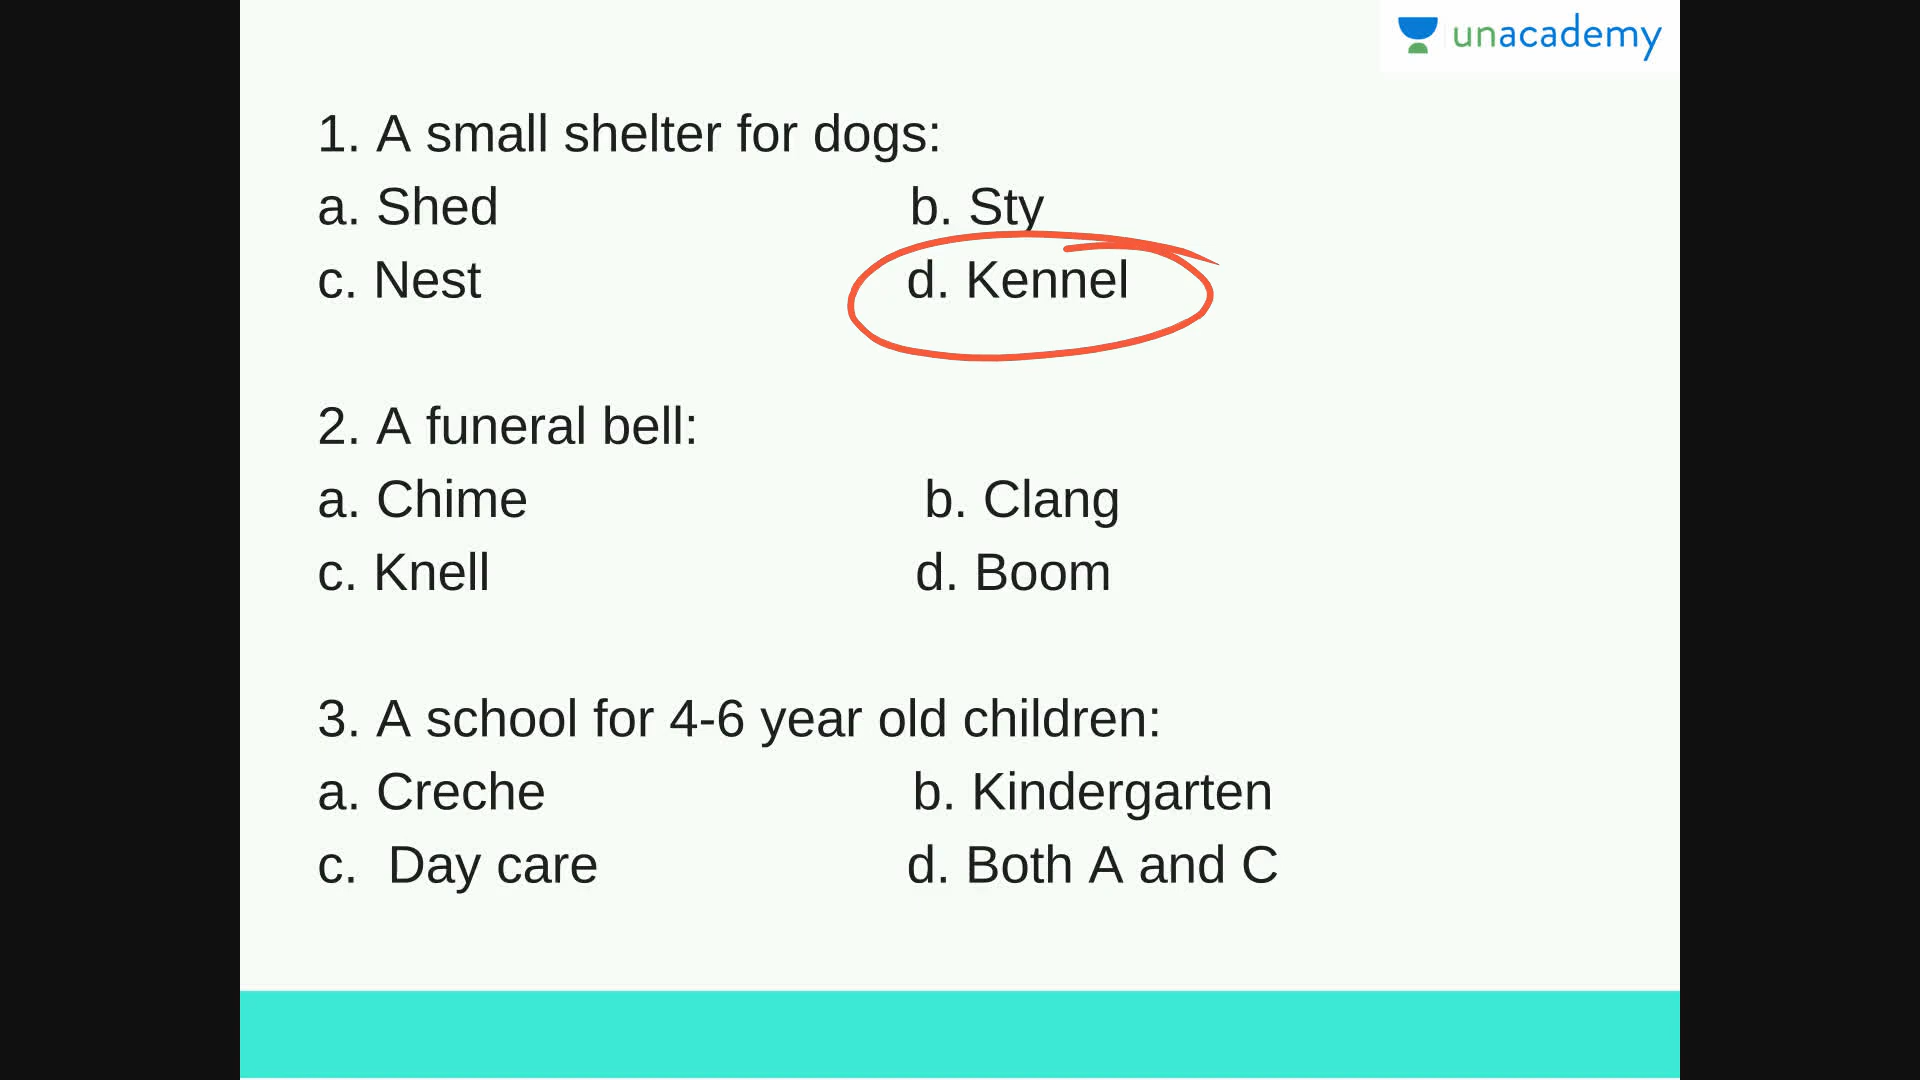 unacademy
1. A small shelter for dogs:
a. Shed b. Sty
c. Nest d. Kennel
2. A funeral bell:
a. Chime b. Clang
c. Knell d. Boom
3. A school for 4-6 year old children:
a. Creche b. Kindergarten
c. Day care d. Both A and C